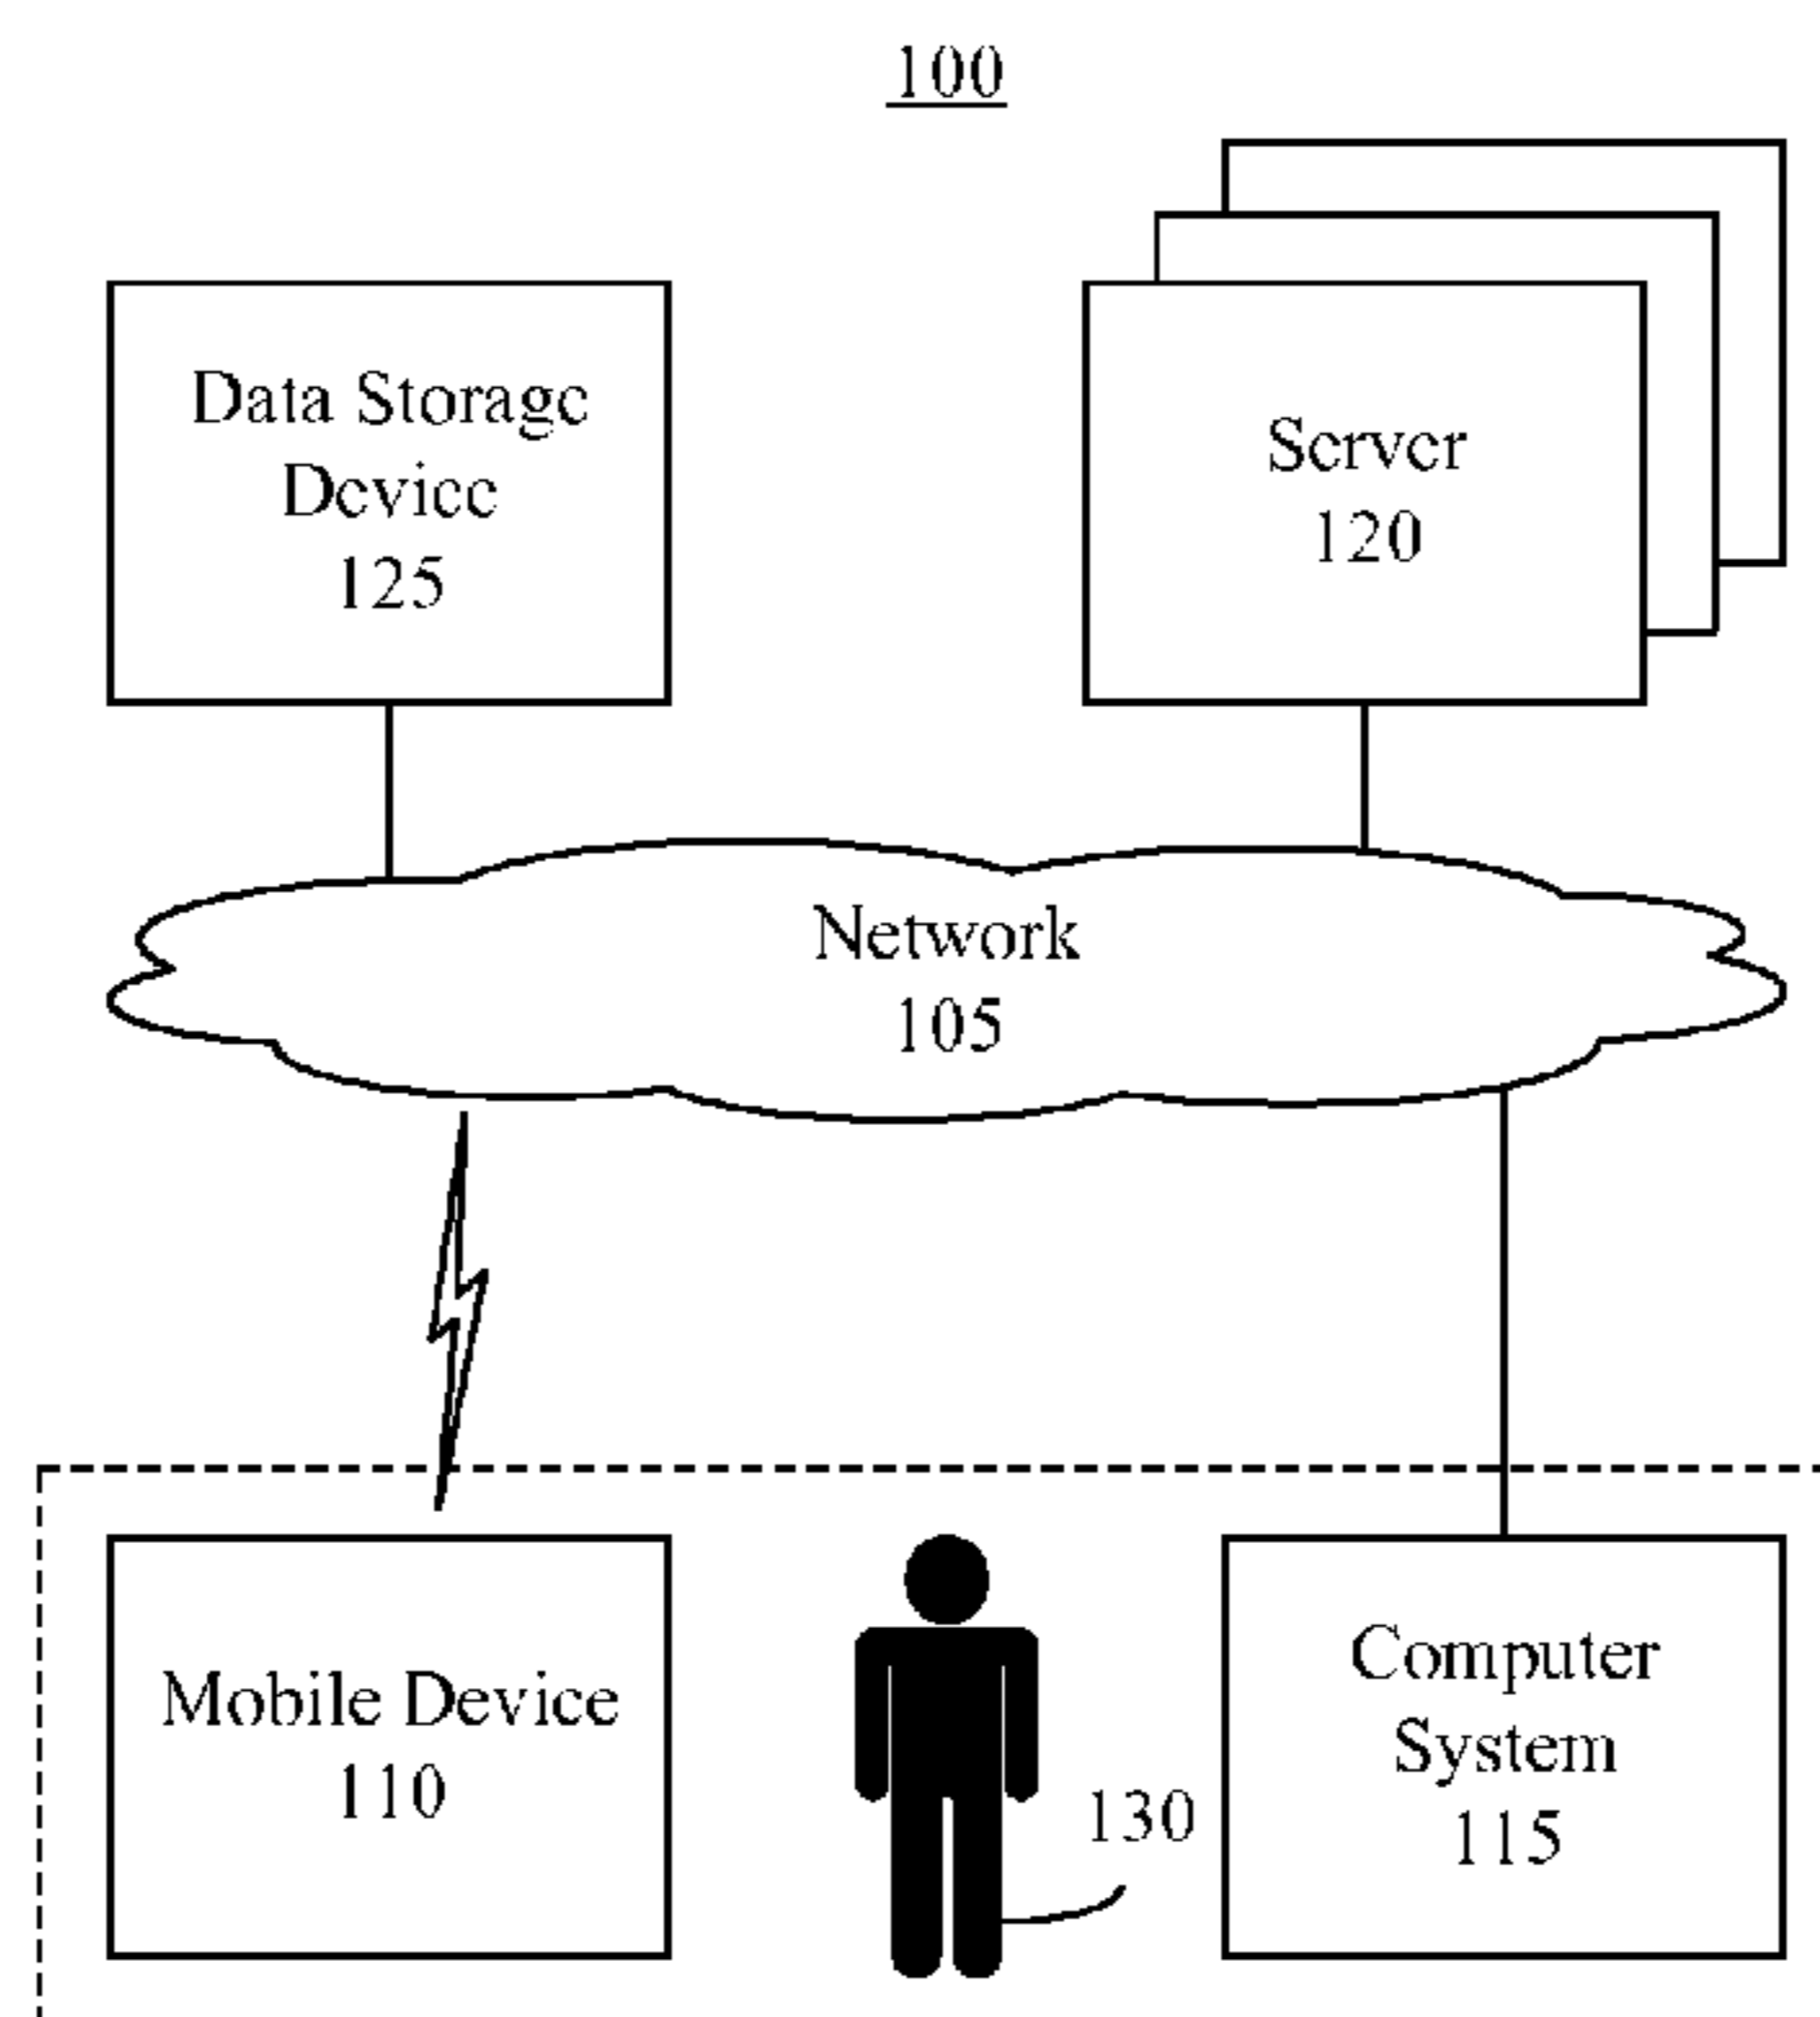 100
Data Storage
Device
125
Server
120
Network
105
Mobile Device
110
130
Computer
System
115